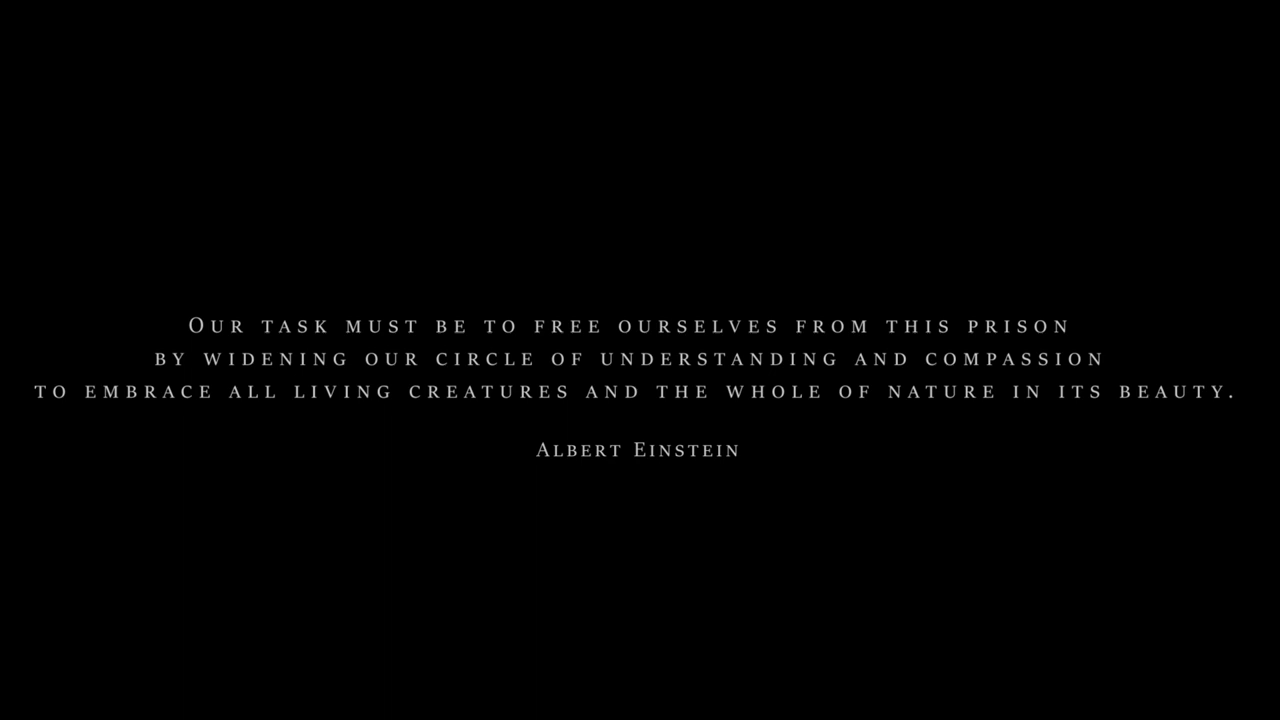 Our task must be to free ourselves from this prison
by widening our circle of understanding and compassion
to embrace all living creatures and the whole of nature in its beauty.
Albert Einstein